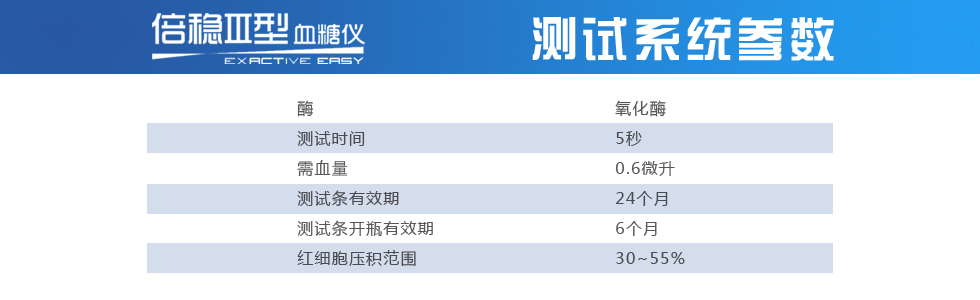 倍稳Ⅲ型血糖仪 测试系统参数
EXACTIVE EASY
酶 氧化酶
测试时间 5秒
需血量 0.6微升
测试条有效期 24个月
测试条开瓶有效期 6个月
红细胞压积范围 30~55%